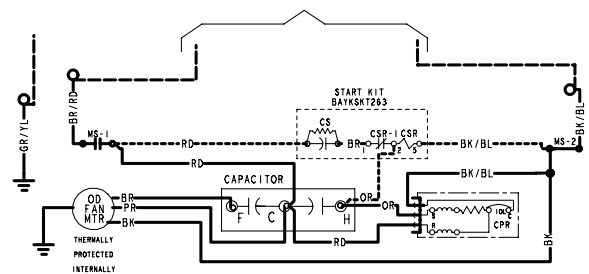 START KIT
BAYKSKT263
BR/RD
BK/BL
GR/YL
MS-1
CS
CSR-1
CSR
RD
BR
1
2
5
BK/BL
MS-2
RD
BK/BL
CAPACITOR
OD
FAN
MTR
BR
PR
BK
F
C
H
OR
OR
S
R
IOL
C
CPR
RD
BK
THERMALLY
PROTECTED
INTERNALLY